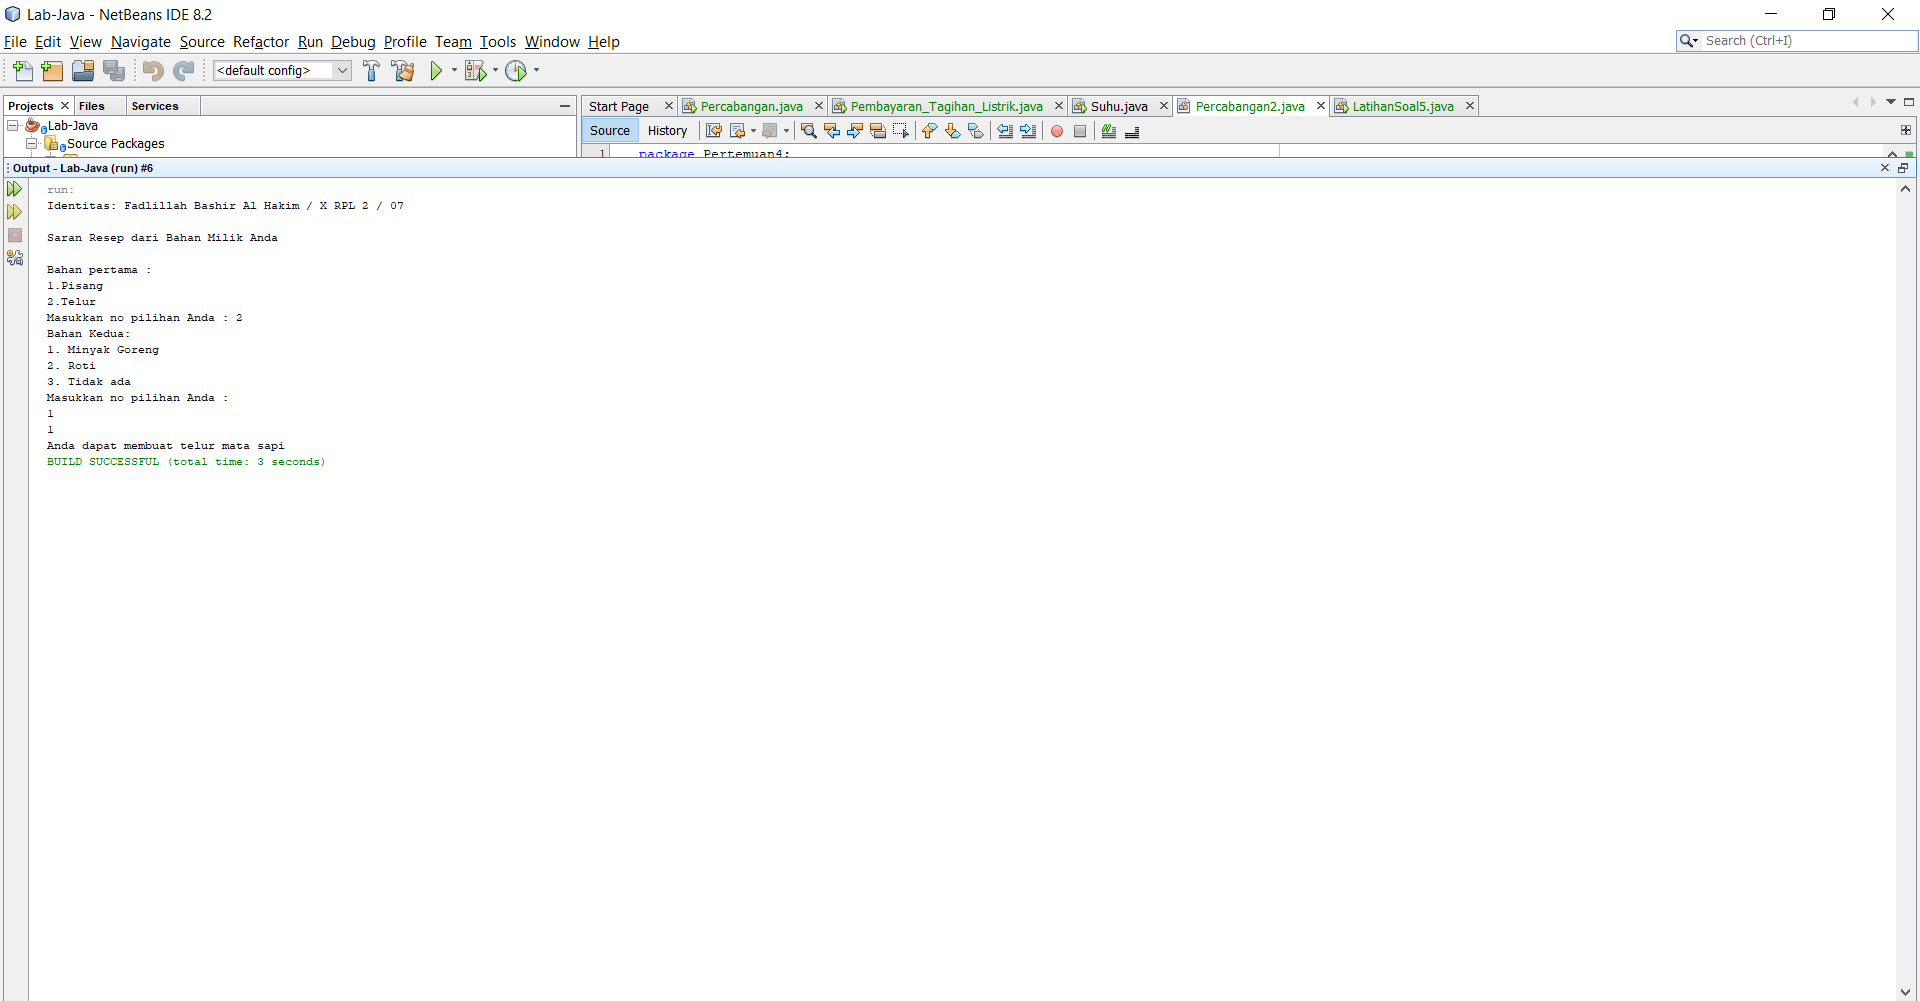 Lab-Java - NetBeans IDE 8.2
File Edit View Navigate Source Refactor Run Debug Profile Team Tools Window Help
Search (Ctrl+I)
<default config>
Projects Files Services
Start Page Percabangan.java Pembayaran_Tagihan_Listrik.java Suhu.java Percabangan2.java LatihanSoal5.java
Lab-Java
Source Packages
Source History
1 package Pertemuan4;
Output - Lab-Java (run) #6
run:
Identitas: Fadlillah Bashir Al Hakim / X RPL 2 / 07
Saran Resep dari Bahan Milik Anda
Bahan pertama :
1.Pisang
2.Telur
Masukkan no pilihan Anda : 2
Bahan Kedua:
1. Minyak Goreng
2. Roti
3. Tidak ada
Masukkan no pilihan Anda :
1
1
Anda dapat membuat telur mata sapi
BUILD SUCCESSFUL (total time: 3 seconds)